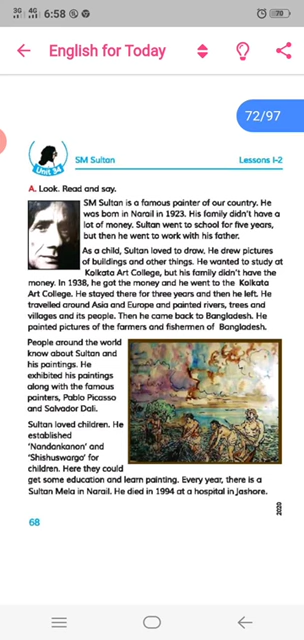 3G 4G 6:58 70
English for Today
72/97
Unit 34
SM Sultan Lessons 1-2
A. Look. Read and say.
SM Sultan is a famous painter of our country. He
was born in Narail in 1923. His family didn't have a
lot of money. Sultan went to school for five years,
but then he went to work with his father.
As a child, Sultan loved to draw. He drew pictures
of buildings and other things. He wanted to study at
Kolkata Art College, but his family didn't have the
money. In 1938, he got the money and he went to the Kolkata
Art College. He stayed there for three years and then he left. He
travelled around Asia and Europe and painted rivers, trees and
villages and its people. Then he came back to Bangladesh. He
painted pictures of the farmers and fishermen of Bangladesh.
People around the world
know about Sultan and
his paintings. He
exhibited his paintings
along with the famous
painters, Pablo Picasso
and Salvador Dali.
Sultan loved children. He
established
'Nandankanon' and
'Shishuswarga' for
children. Here they could
get some education and learn painting. Every year, there is a
Sultan Mela in Narail. He died in 1994 at a hospital in Jashore.
2020
68